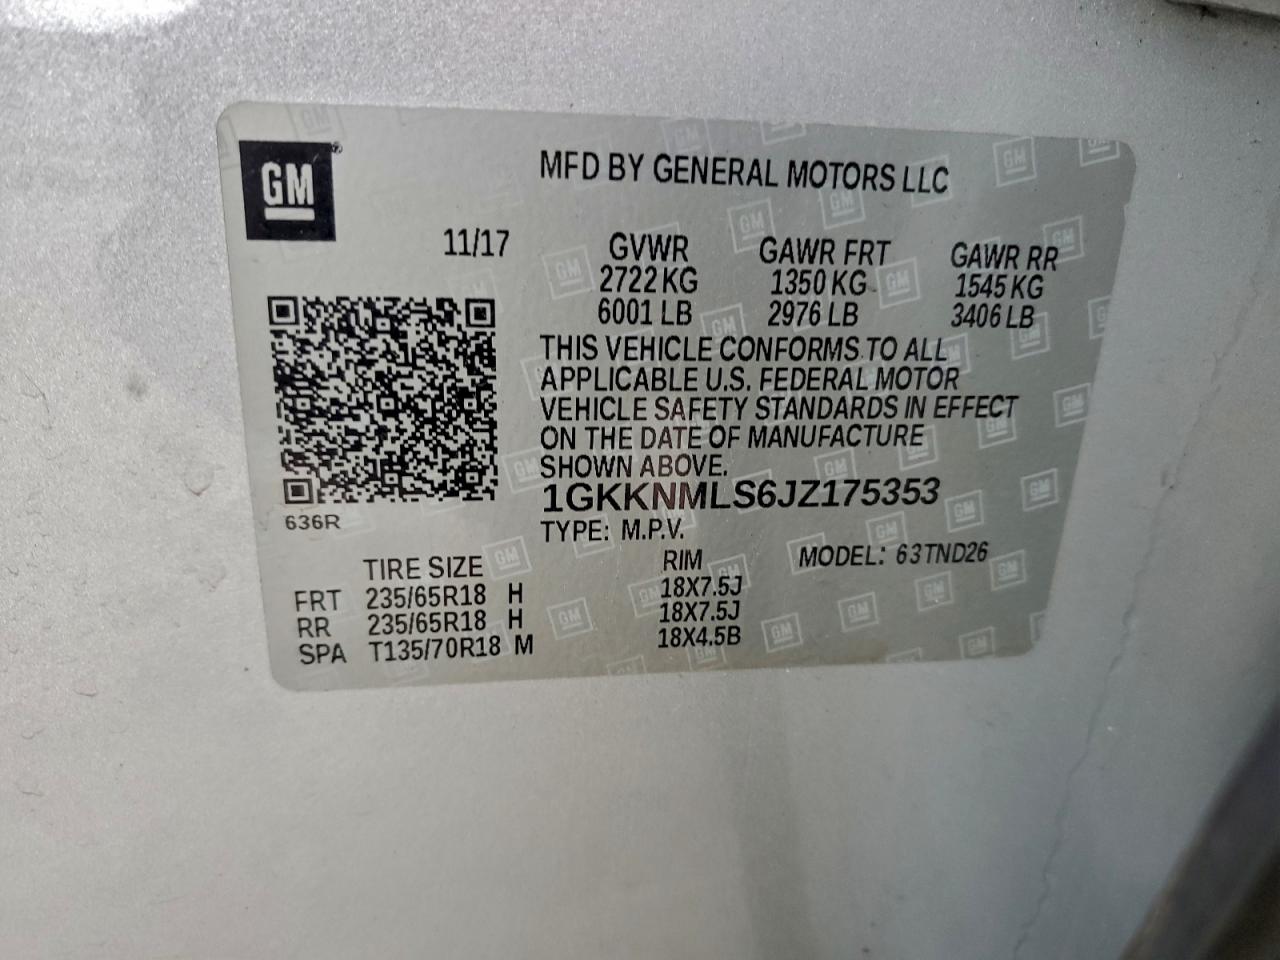 GM
MFD BY GENERAL MOTORS LLC
11/17 GVWR GAWR FRT GAWR RR
2722 KG 1350 KG 1545 KG
6001 LB 2976 LB 3406 LB
THIS VEHICLE CONFORMS TO ALL
APPLICABLE U.S. FEDERAL MOTOR
VEHICLE SAFETY STANDARDS IN EFFECT
ON THE DATE OF MANUFACTURE
SHOWN ABOVE.
1GKKNMLS6JZ175353
636R
TYPE: M.P.V. MODEL: 63TND26
TIRE SIZE RIM
FRT 235/65R18 H 18X7.5J
RR 235/65R18 H 18X7.5J
SPA T135/70R18 M 18X4.5B